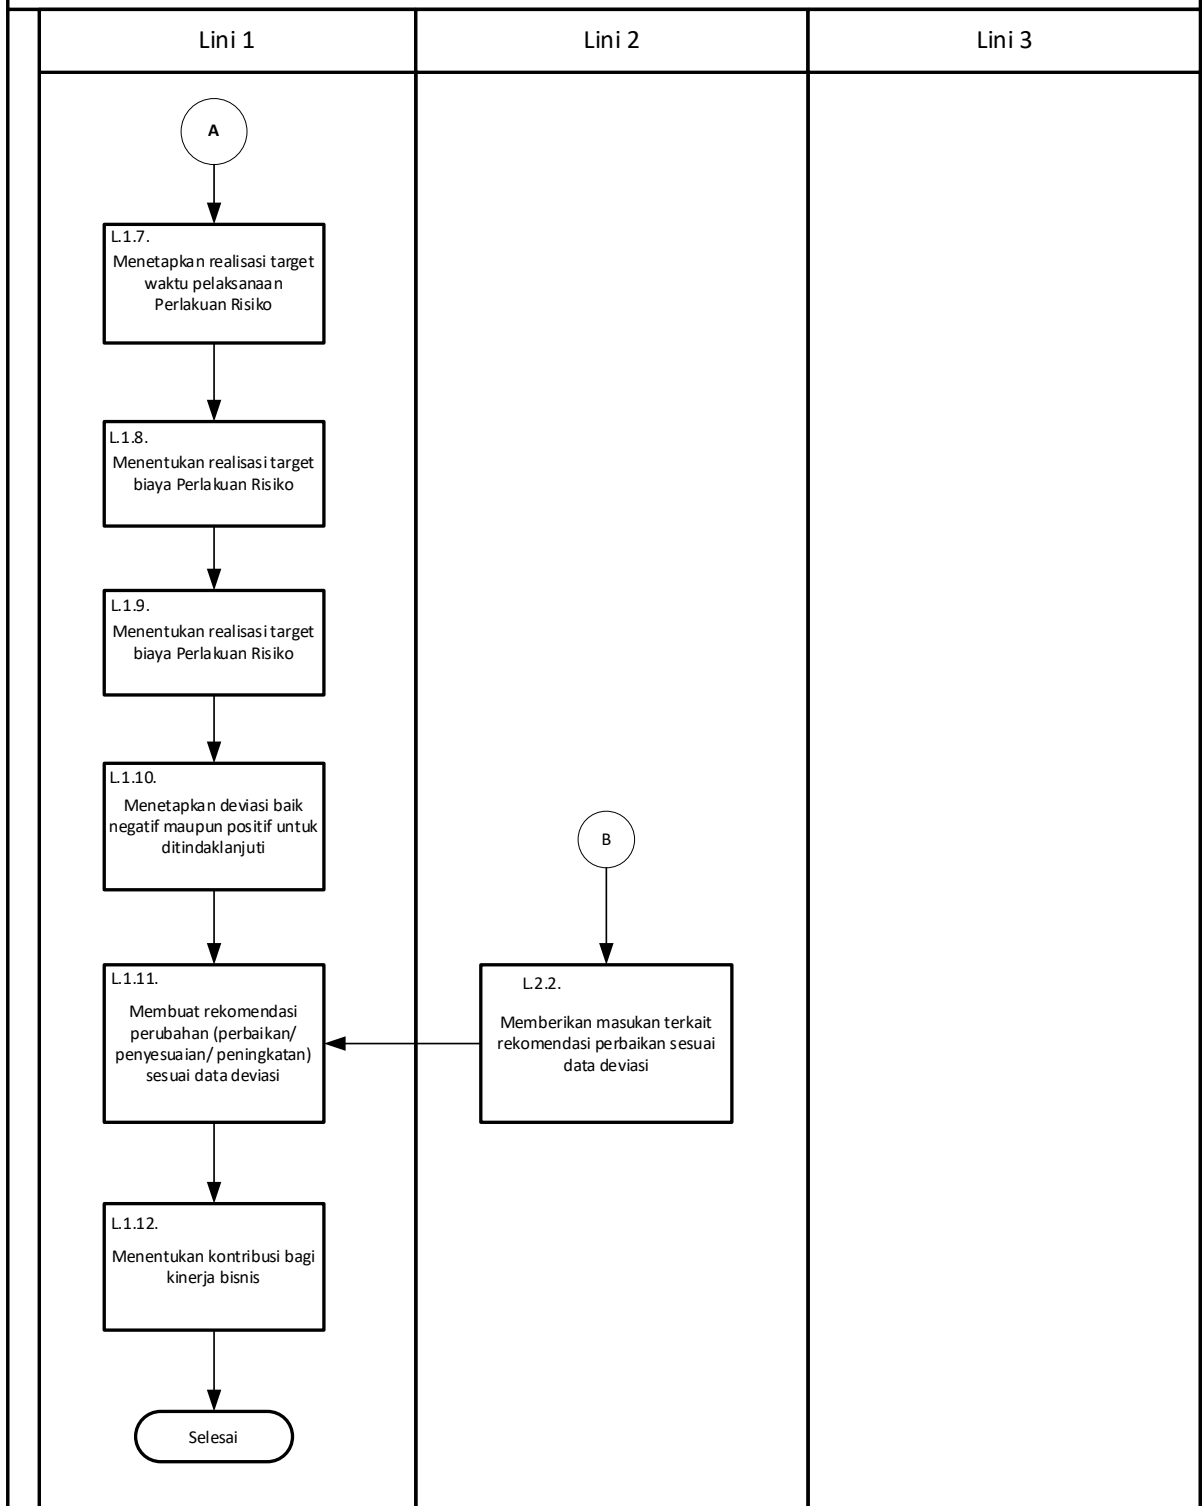 Lini 1
Lini 2
Lini 3
A
L.1.7.
Menetapkan realisasi target
waktu pelaksanaan
Perlakuan Risiko
L.1.8.
Menentukan realisasi target
biaya Perlakuan Risiko
L.1.9.
Menentukan realisasi target
biaya Perlakuan Risiko
L.1.10.
Menetapkan deviasi baik
negatif maupun positif untuk
ditindaklanjuti
B
L.1.11.
Membuat rekomendasi
perubahan (perbaikan/
penyesuaian/ peningkatan)
sesuai data deviasi
L.2.2.
Memberikan masukan terkait
rekomendasi perbaikan sesuai
data deviasi
L.1.12.
Menentukan kontribusi bagi
kinerja bisnis
Selesai